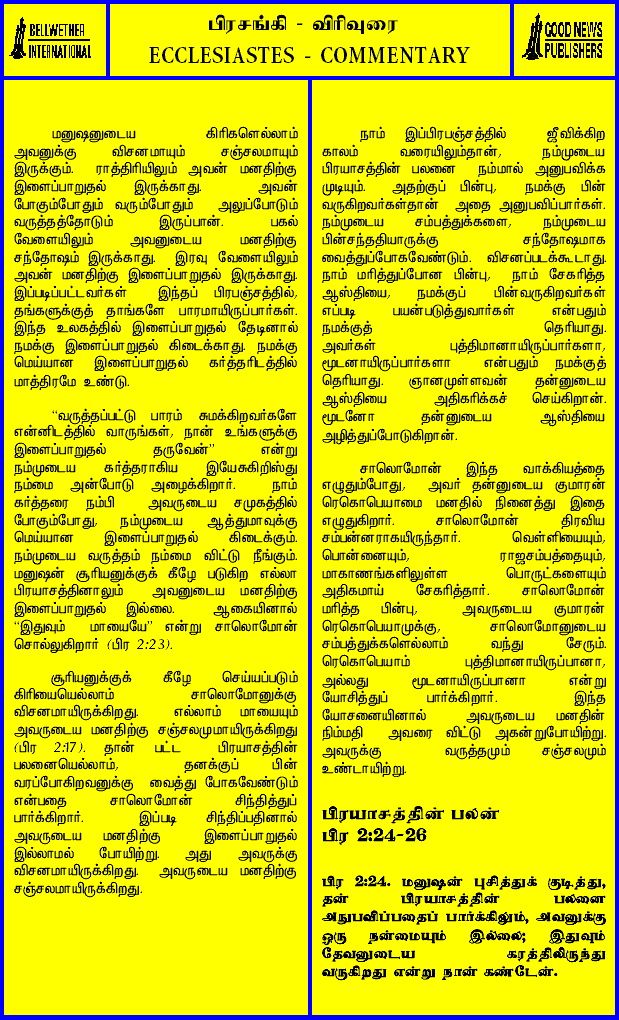 BELLWETHER
INTERNATIONAL
பிரசங்கி - விரிவுரை
ECCLESIASTES - COMMENTARY
GOOD NEWS
PUBLISHERS
மனுஷனுடைய கிரிகளெல்லாம்
அவனுக்கு விசனமாயும் சஞ்சலமாயும்
இருக்கும். ராத்திரியிலும் அவன் மனதிற்கு
இளைப்பாறுதல் இருக்காது. அவன்
போகும்போதும் வரும்போதும் அலுப்போடும்
வருத்தத்தோடும் இருப்பான். பகல்
வேளையிலும் அவனுடைய மனதிற்கு
சந்தோஷம் இருக்காது. இரவு வேளையிலும்
அவன் மனதிற்கு இளைப்பாறுதல் இருக்காது.
இப்படிப்பட்டவர்கள் இந்தப் பிரபஞ்சத்தில்,
தங்களுக்குத் தாங்களே பாரமாயிருப்பார்கள்.
இந்த உலகத்தில் இளைப்பாறுதல் தேடினால்
நமக்கு இளைப்பாறுதல் கிடைக்காது. நமக்கு
மெய்யான இளைப்பாறுதல் கர்த்தரிடத்தில்
மாத்திரமே உண்டு.
“வருத்தப்பட்டு பாரம் சுமக்கிறவர்களே
என்னிடத்தில் வாருங்கள், நான் உங்களுக்கு
இளைப்பாறுதல் தருவேன்” என்று
நம்முடைய கர்த்தராகிய இயேசுகிறிஸ்து
நம்மை அன்போடு அழைக்கிறார். நாம்
கர்த்தரை நம்பி அவருடைய சமுகத்தில்
போகும்போது, நம்முடைய ஆத்துமாவுக்கு
மெய்யான இளைப்பாறுதல் கிடைக்கும்.
நம்முடைய வருத்தம் நம்மை விட்டு நீங்கும்.
மனுஷன் சூரியனுக்குக் கீழே படுகிற எல்லா
பிரயாசத்தினாலும் அவனுடைய மனதிற்கு
இளைப்பாறுதல் இல்லை. ஆகையினால்
“இதுவும் மாயையே” என்று சாலொமோன்
சொல்லுகிறார் (பிர 2:23).
சூரியனுக்குக் கீழே செய்யப்படும்
கிரியையெல்லாம் சாலொமோனுக்கு
விசனமாயிருக்கிறது. எல்லாம் மாயையும்
அவருடைய மனதிற்கு சஞ்சலமுமாயிருக்கிறது
(பிர 2:17). தான் பட்ட பிரயாசத்தின்
பலனையெல்லாம், தனக்குப் பின்
வரப்போகிறவனுக்கு வைத்து போகவேண்டும்
என்பதை சாலொமோன் சிந்தித்துப்
பார்க்கிறார். இப்படி சிந்திப்பதினால்
அவருடைய மனதிற்கு இளைப்பாறுதல்
இல்லாமல் போயிற்று. அது அவருக்கு
விசனமாயிருக்கிறது. அவருடைய மனதிற்கு
சஞ்சலமாயிருக்கிறது.
நாம் இப்பிரபஞ்சத்தில் ஜீவிக்கிற
காலம் வரையிலும்தான், நம்முடைய
பிரயாசத்தின் பலனை நம்மால் அனுபவிக்க
முடியும். அதற்குப் பின்பு, நமக்கு பின்
வருகிறவர்கள்தான் அதை அனுபவிப்பார்கள்.
நம்முடைய சம்பத்துக்களை, நம்முடைய
பின்சந்ததியாருக்கு சந்தோஷமாக
வைத்துப்போகவேண்டும். விசனப்படக்கூடாது.
நாம் மரித்துப்போன பின்பு, நாம் சேகரித்த
ஆஸ்தியை, நமக்குப் பின்வருகிறவர்கள்
எப்படி பயன்படுத்துவார்கள் என்பதும்
நமக்குத் தெரியாது.
அவர்கள் புத்திமானாயிருப்பார்களா,
மூடனாயிருப்பார்களா என்பதும் நமக்குத்
தெரியாது. ஞானமுள்ளவன் தன்னுடைய
ஆஸ்தியை அதிகரிக்கச் செய்கிறான்.
மூடனோ தன்னுடைய ஆஸ்தியை
அழித்துப்போடுகிறான்.
சாலொமோன் இந்த வாக்கியத்தை
எழுதும்போது, அவர் தன்னுடைய குமாரன்
ரெகொபெயாமை மனதில் நினைத்து இதை
எழுதுகிறார். சாலொமோன் திரவிய
சம்பன்னராகயிருந்தார். வெள்ளியையும்,
பொன்னையும், ராஜசம்பத்தையும்,
மாகாணங்களிலுள்ள பொருட்களையும்
அதிகமாய் சேகரித்தார். சாலொமோன்
மரித்த பின்பு, அவருடைய குமாரன்
ரெகொபெயாமுக்கு, சாலொமோனுடைய
சம்பத்துக்களெல்லாம் வந்து சேரும்.
ரெகொபெயாம் புத்திமானாயிருப்பானா,
அல்லது மூடனாயிருப்பானா என்று
யோசித்துப் பார்க்கிறார். இந்த
யோசனையினால் அவருடைய மனதின்
நிம்மதி அவரை விட்டு அகன்றுபோயிற்று.
அவருக்கு வருத்தமும் சஞ்சலமும்
உண்டாயிற்று.
பிரயாசத்தின் பலன்
பிர 2:24-26
பிர 2:24. மனுஷன் புசித்துக் குடித்து,
தன் பிரயாசத்தின் பலனை
அநுபவிப்பதைப் பார்க்கிலும், அவனுக்கு
ஒரு நன்மையும் இல்லை; இதுவும்
தேவனுடைய கரத்திலிருந்து
வருகிறது என்று நான் கண்டேன்.